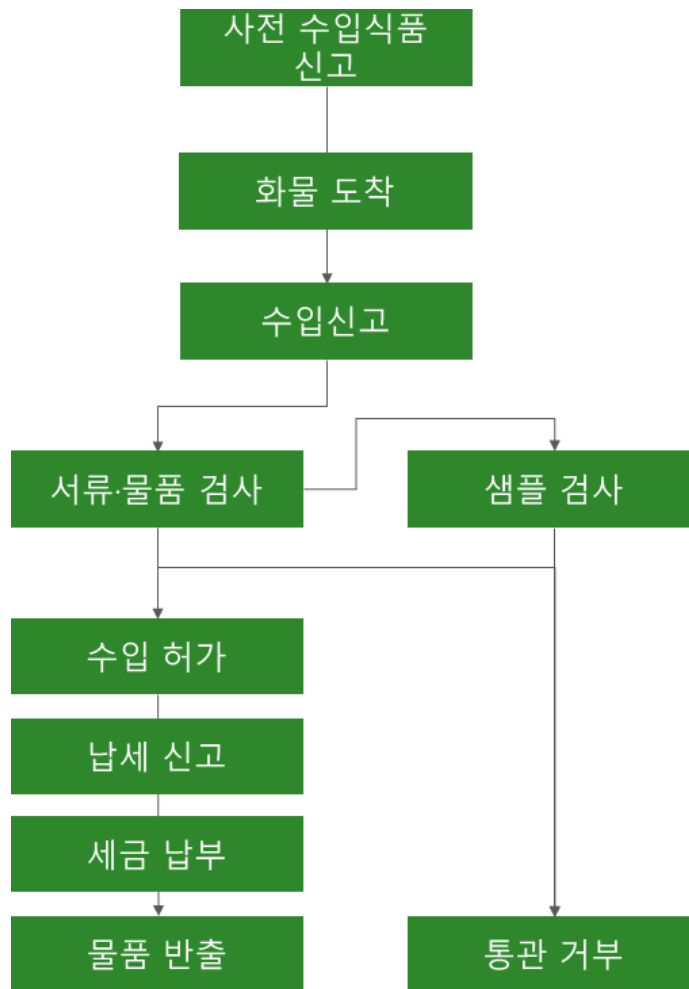 사전 수입식품
신고
화물 도착
수입신고
서류·물품 검사
샘플 검사
수입 허가
납세 신고
세금 납부
물품 반출
통관 거부